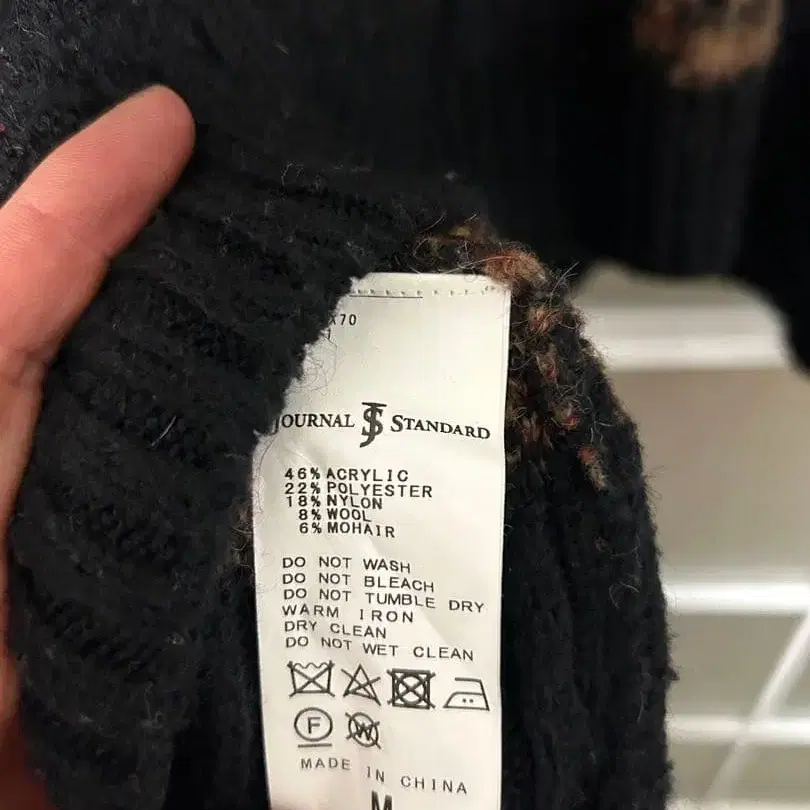 X70
JOURNAL JS STANDARD
46% ACRYLIC
22% POLYESTER
18% NYLON
8% WOOL
6% MOHAIR
DO NOT WASH
DO NOT BLEACH
DO NOT TUMBLE DRY
WARM IRON
DRY CLEAN
DO NOT WET CLEAN
F W
MADE IN CHINA
M